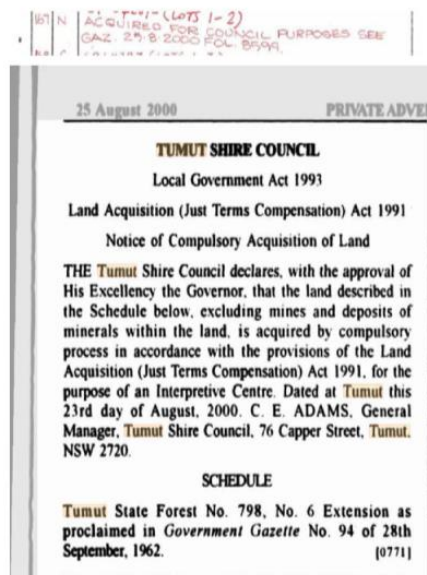 167 N (LOTS 1-2)
ACQUIRED FOR COUNCIL PURPOSES SEE
GAZ. 25.8.2000 FOL. 8599.
25 August 2000 PRIVATE ADVE
TUMUT SHIRE COUNCIL
Local Government Act 1993
Land Acquisition (Just Terms Compensation) Act 1991
Notice of Compulsory Acquisition of Land
THE Tumut Shire Council declares, with the approval of
His Excellency the Governor, that the land described in
the Schedule below, excluding mines and deposits of
minerals within the land, is acquired by compulsory
process in accordance with the provisions of the Land
Acquisition (Just Terms Compensation) Act 1991, for the
purpose of an Interpretive Centre. Dated at Tumut this
23rd day of August, 2000. C. E. ADAMS, General
Manager, Tumut Shire Council, 76 Capper Street, Tumut,
NSW 2720.
SCHEDULE
Tumut State Forest No. 798, No. 6 Extension as
proclaimed in Government Gazette No. 94 of 28th
September, 1962. [0771]